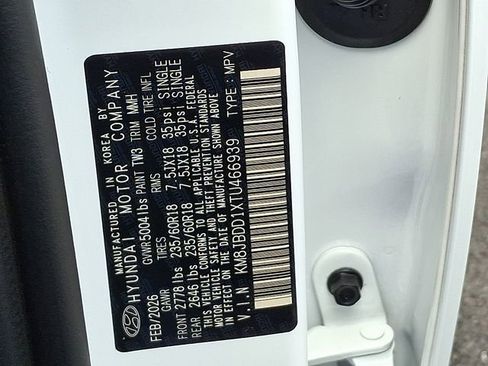 MANUFACTURED IN KOREA BY
HYUNDAI MOTOR COMPANY
FEB/2026 GVWR 5004 lbs PAINT TW3 TRIM MMH
GAWR TIRES RIMS COLD TIRE INFL
FRONT 2778 lbs 235/60R18 7.5JX18 35psi SINGLE
REAR 2646 lbs 235/60R18 7.5JX18 35psi SINGLE
THIS VEHICLE CONFORMS TO ALL APPLICABLE U.S.A FEDERAL
MOTOR VEHICLE SAFETY, BUMPER, AND THEFT PREVENTION STANDARDS
IN EFFECT ON THE DATE OF MANUFACTURE SHOWN ABOVE.
V.I.N : KM8JBDD1XTU466939 TYPE : MPV
RH